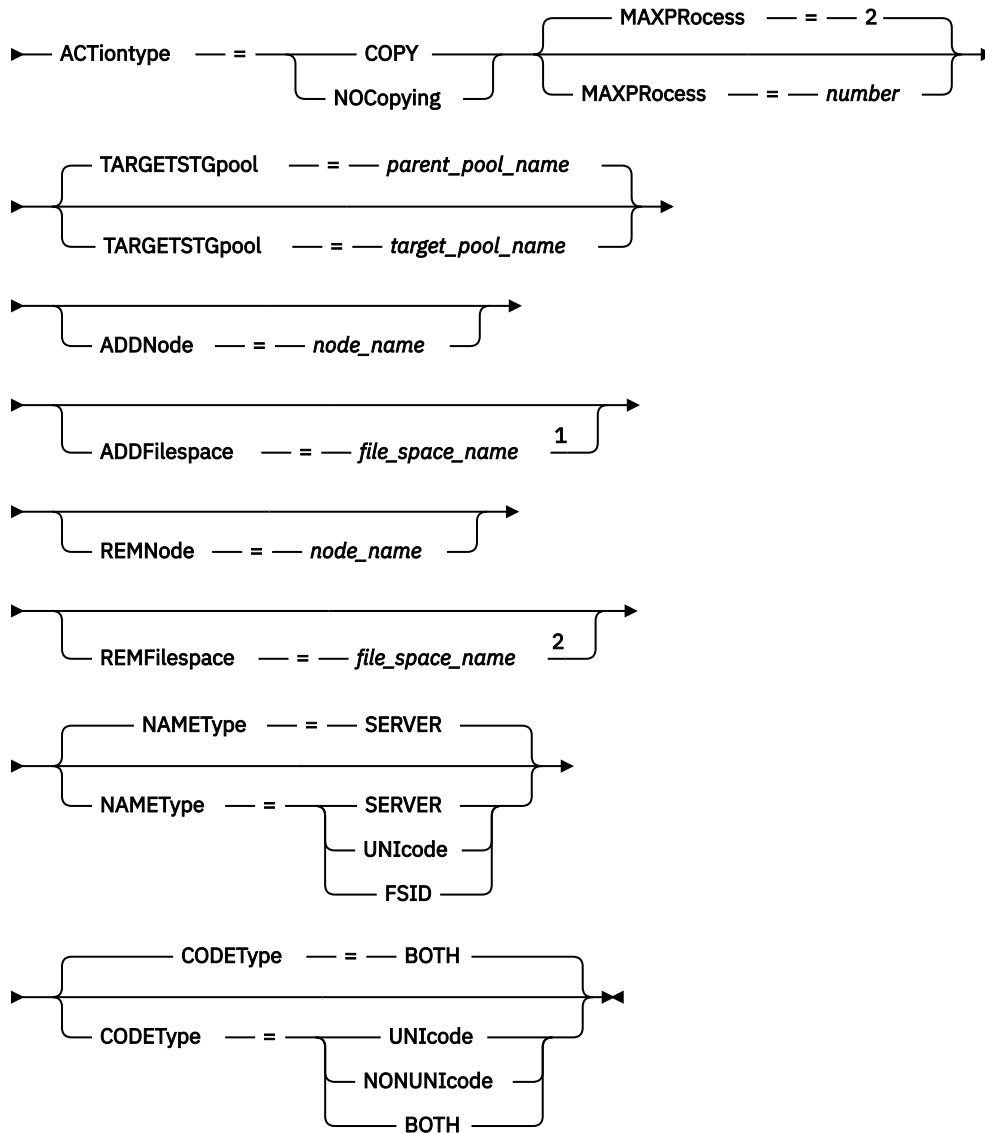 MAXPRocess = 2
ACTiontype = COPY
NOCopying
MAXPRocess = number
TARGETSTGpool = parent_pool_name
TARGETSTGpool = target_pool_name
ADDNode = node_name
ADDFilespace = file_space_name 1
REMNode = node_name
REMFilespace = file_space_name 2
NAMEType = SERVER
NAMEType = SERVER
UNIcode
FSID
CODEType = BOTH
CODEType = UNIcode
NONUNIcode
BOTH